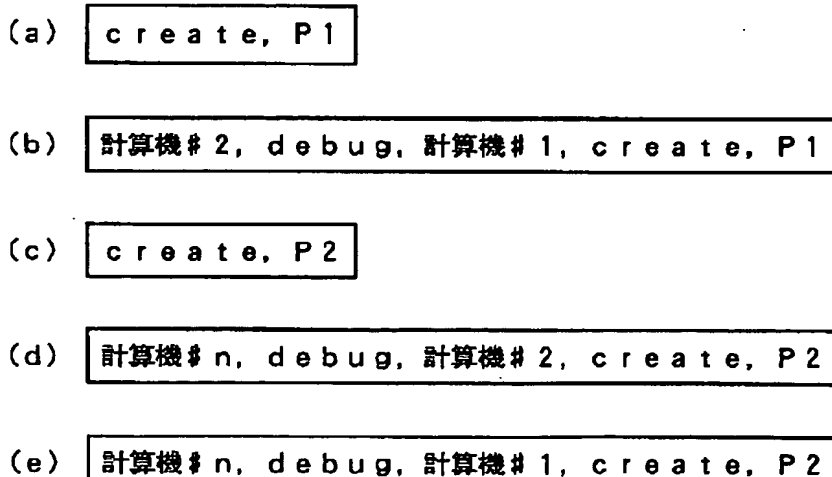 (a) create, P1
(b) 計算機#2, debug, 計算機#1, create, P1
(c) create, P2
(d) 計算機#n, debug, 計算機#2, create, P2
(e) 計算機#n, debug, 計算機#1, create, P2